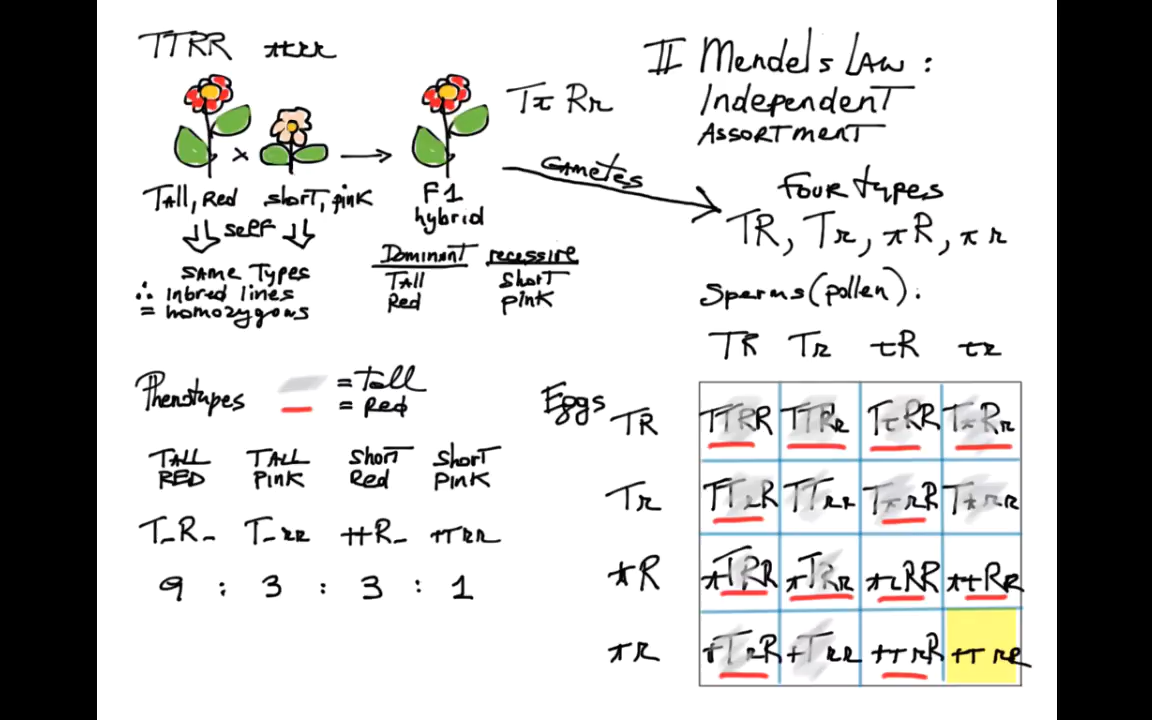 TTRR ttrr
Tt Rr
II Mendel's Law :
Independent
Assortment
Gametes
Tall, Red short, pink
F1
hybrid
self
Same Types
∴ Inbred lines
= homozygous
Dominant recessive
Tall Short
Red pink
four types
TR, Tr, tR, tr
Sperms (pollen) :
TR Tr tR tr
Phenotypes
= Tall
= Red
Eggs
TR TTRR TTRr TtRR TtRr
Tr TTrR TTrr TtrR Ttrr
tR tTRR tTRr ttRR ttRr
tr tTrR tTrr ttrR ttrr
TALL TALL Short Short
RED Pink Red Pink
T_R_ T_rr ttR_ ttrr
9 : 3 : 3 : 1